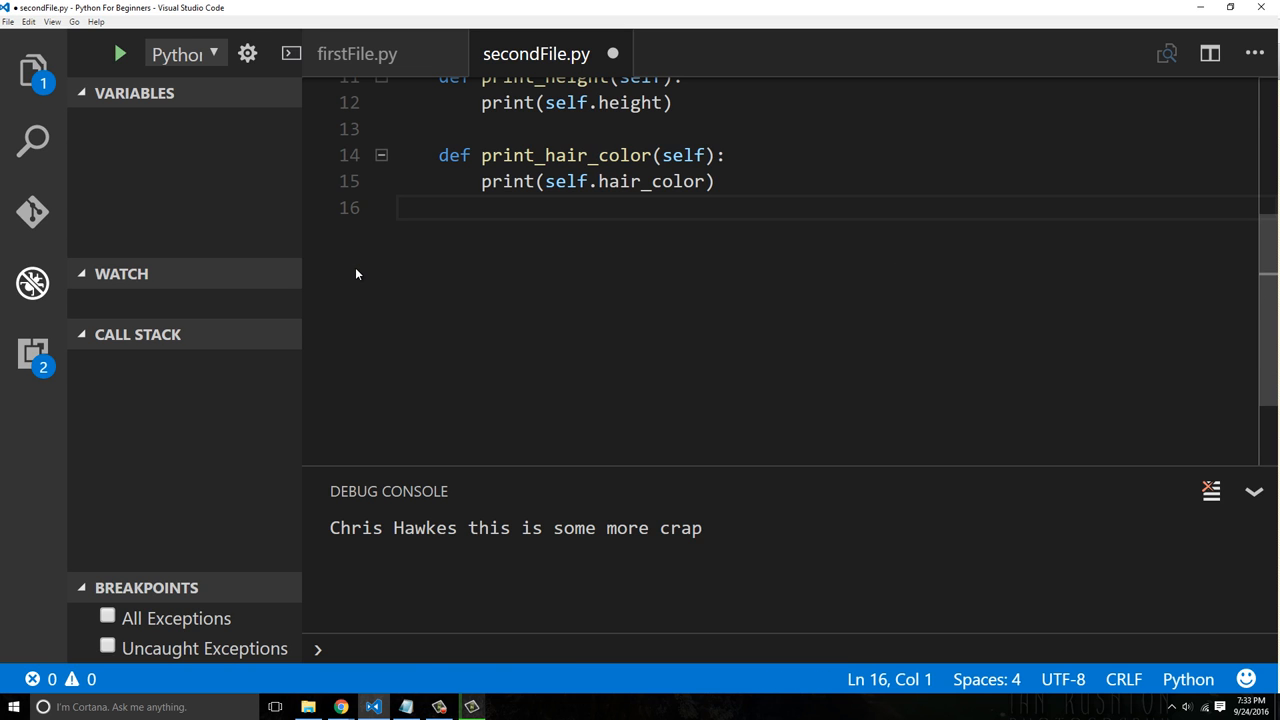 secondFile.py - Python For Beginners - Visual Studio Code
File Edit View Go Help
Pythor
firstFile.py
secondFile.py
1
2
VARIABLES
WATCH
CALL STACK
BREAKPOINTS
All Exceptions
Uncaught Exceptions
11 def print_height(self):
12 print(self.height)
13
14 def print_hair_color(self):
15 print(self.hair_color)
16
DEBUG CONSOLE
Chris Hawkes this is some more crap
0 0
Ln 16, Col 1 Spaces: 4 UTF-8 CRLF Python
I'm Cortana. Ask me anything.
7:33 PM
9/24/2016